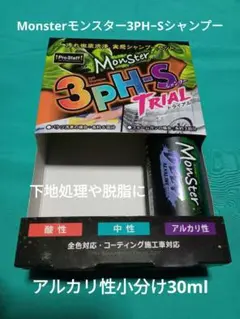 Monsterモンスター3PH-Sシャンプー
Pro Staff
MONSTER
3pH-S
TRIAL
下地処理や脱脂に
MONSTER
酸性
中性
アルカリ性
全色対応・コーティング施工車対応
アルカリ性小分け30ml